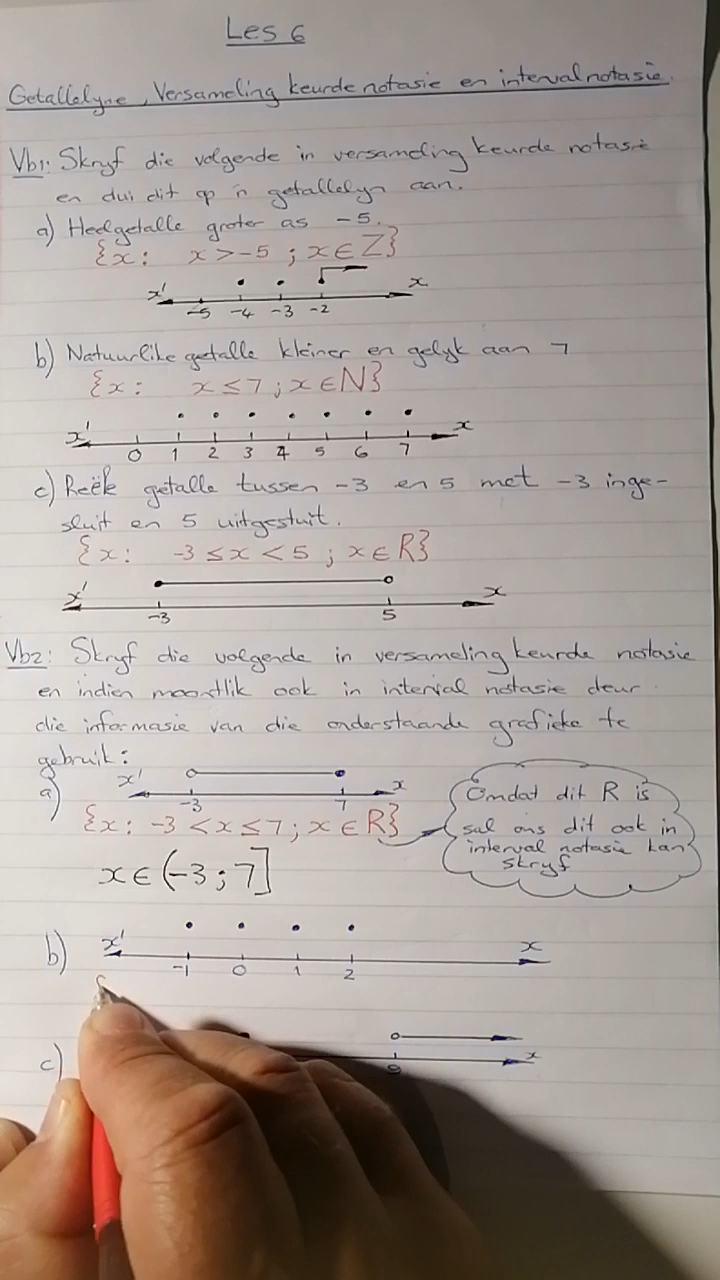 Les 6
Getallelyne, Versameling keurde notasie en intervalnotasie.
Vb1: Skryf die volgende in versameling keurde notasie
en dui dit op 'n getallelyn aan.
a) Heelgetalle groter as -5.
{x: x > -5 ; x ∈ Z}
x' x
-5 -4 -3 -2
b) Natuurlike getalle kleiner en gelyk aan 7
{x: x ≤ 7 ; x ∈ N}
x' x
0 1 2 3 4 5 6 7
c) Reële getalle tussen -3 en 5 met -3 inge-
sluit en 5 uitgesluit.
{x: -3 ≤ x < 5 ; x ∈ R}
x' x
-3 5
Vb2: Skryf die volgende in versameling keurde notasie
en indien moontlik ook in interval notasie deur
die informasie van die onderstaande grafieke te
gebruik:
a) x' x
-3 7
{x: -3 < x ≤ 7 ; x ∈ R}
Omdat dit R is
sal ons dit ook in
interval notasie kan
skryf
x ∈ (-3 ; 7]
b) x' x
-1 0 1 2
c) x